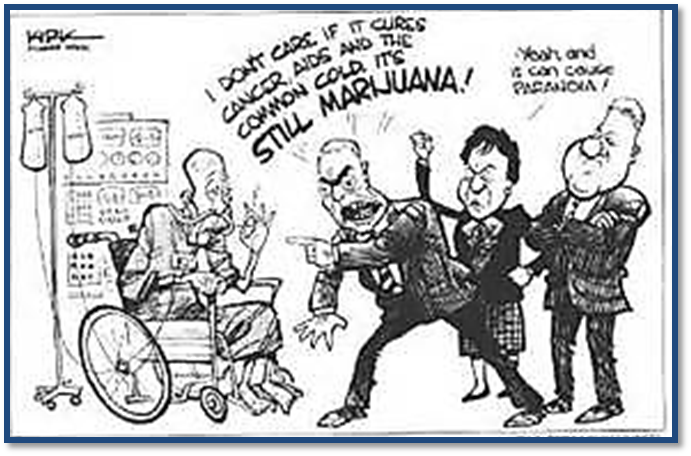 KIRK
I DON'T CARE IF IT CURES
CANCER, AIDS AND THE
COMMON COLD, IT'S
STILL MARIJUANA!
Yeah, and
it can cause
PARANOIA!